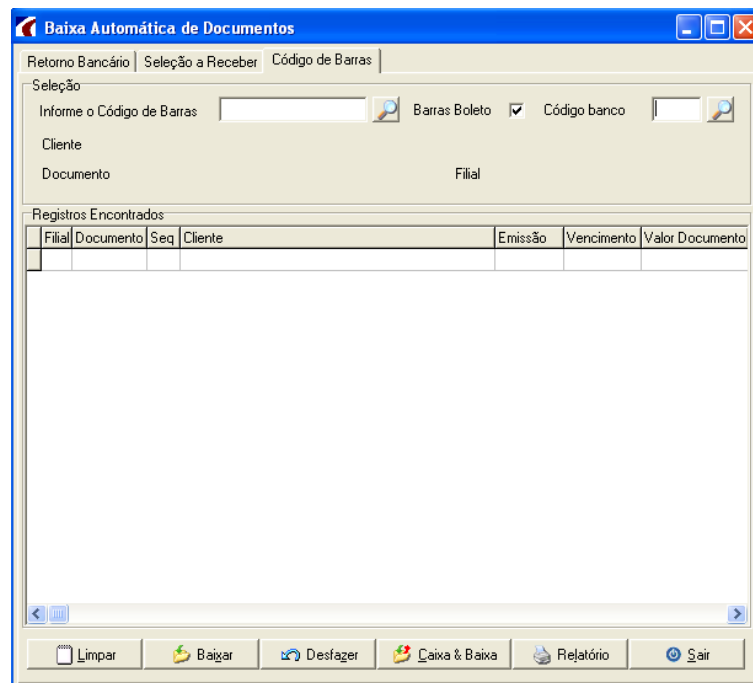 Baixa Automática de Documentos
Retorno Bancário Seleção a Receber Código de Barras
Seleção
Informe o Código de Barras Barras Boleto Código banco
Cliente
Documento Filial
Registros Encontrados
Filial Documento Seq Cliente Emissão Vencimento Valor Documento
Limpar Baixar Desfazer Caixa & Baixa Relatório Sair